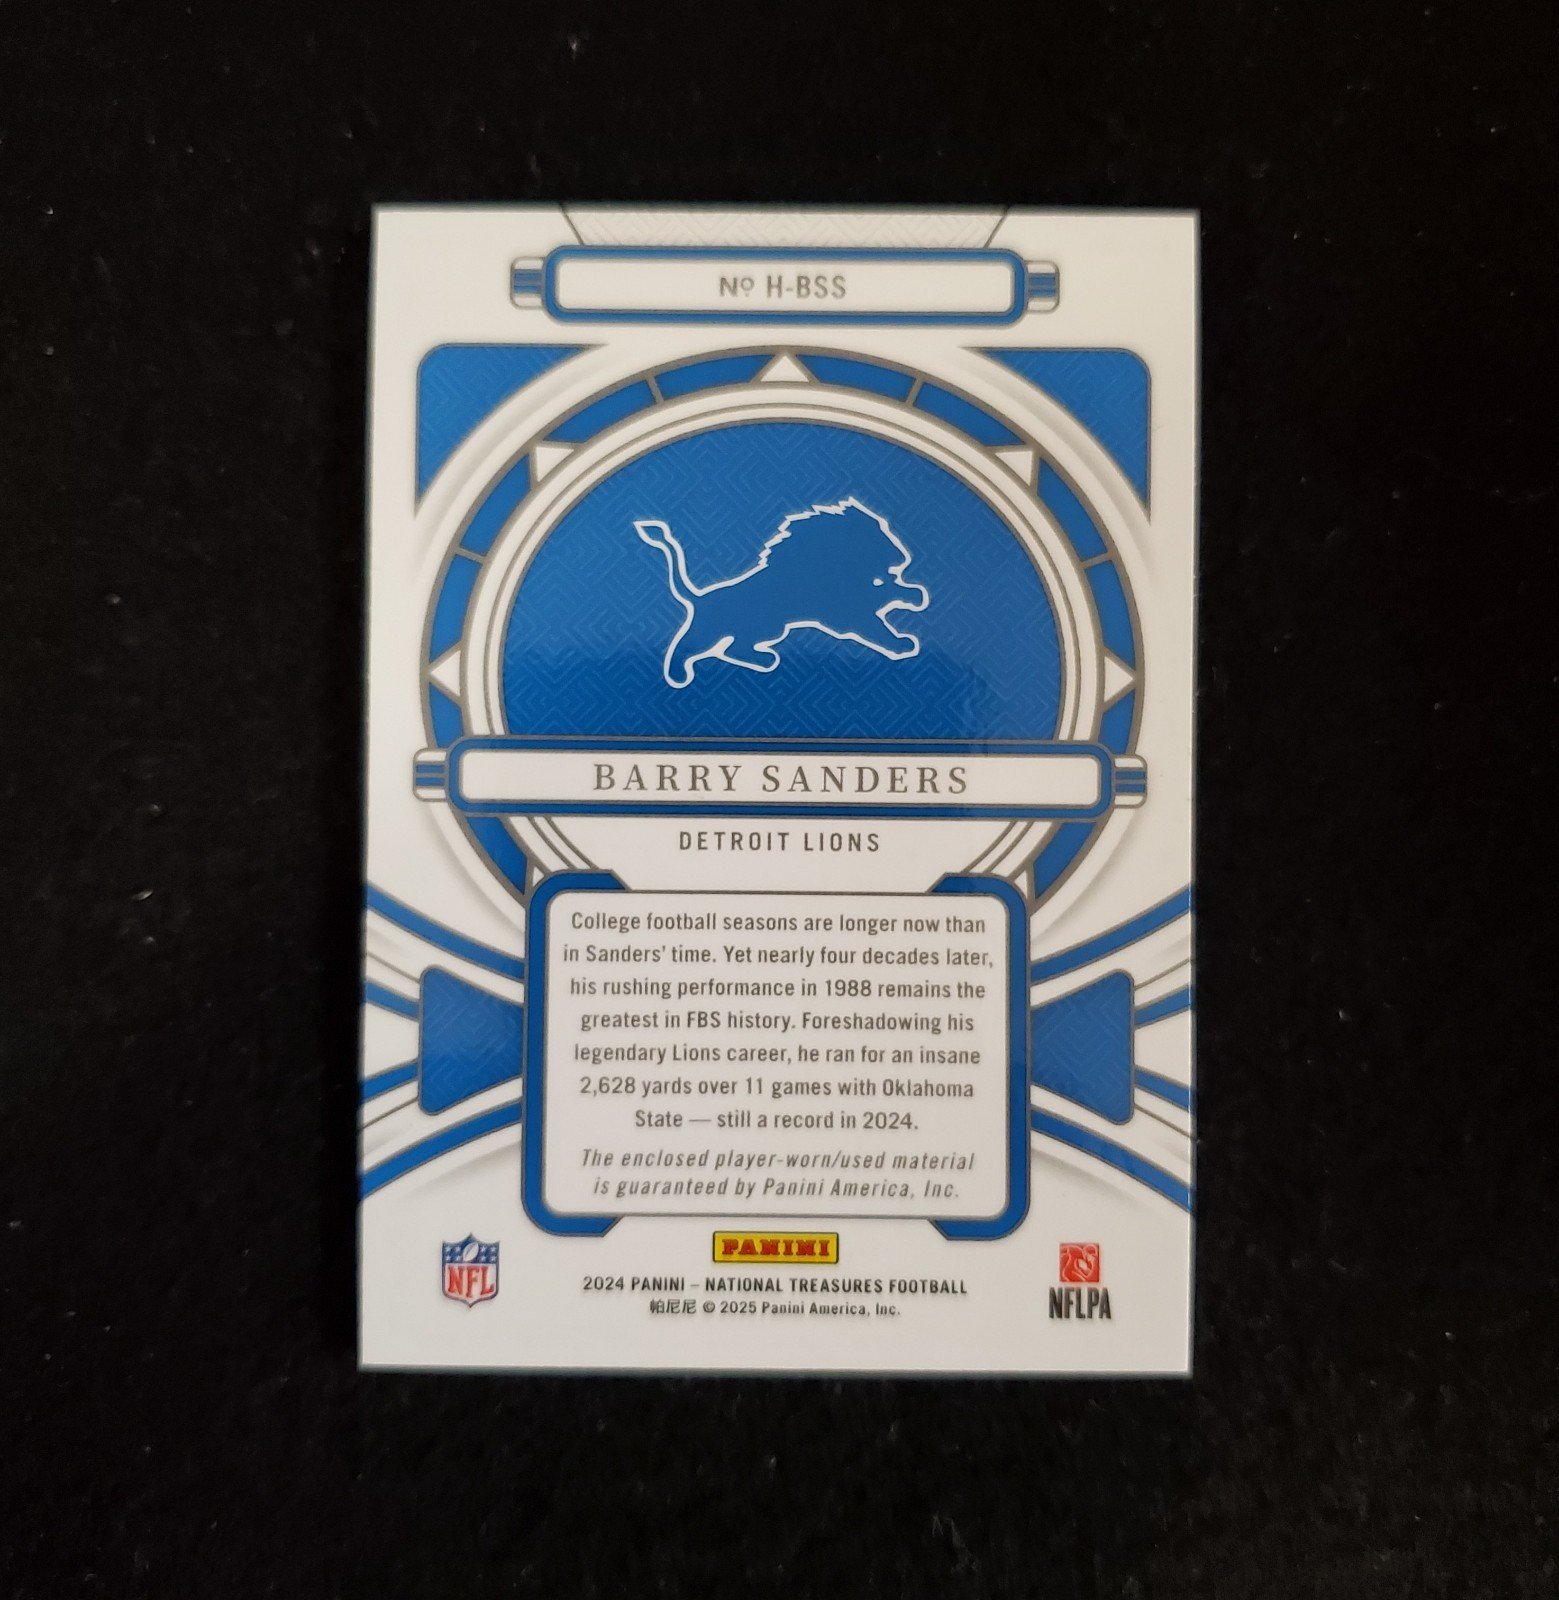 Nº H-BSS
BARRY SANDERS
DETROIT LIONS
College football seasons are longer now than
in Sanders' time. Yet nearly four decades later,
his rushing performance in 1988 remains the
greatest in FBS history. Foreshadowing his
legendary Lions career, he ran for an insane
2,628 yards over 11 games with Oklahoma
State — still a record in 2024.
The enclosed player-worn/used material
is guaranteed by Panini America, Inc.
PANINI
NFL
2024 PANINI – NATIONAL TREASURES FOOTBALL
帕尼尼 © 2025 Panini America, Inc.
NFLPA